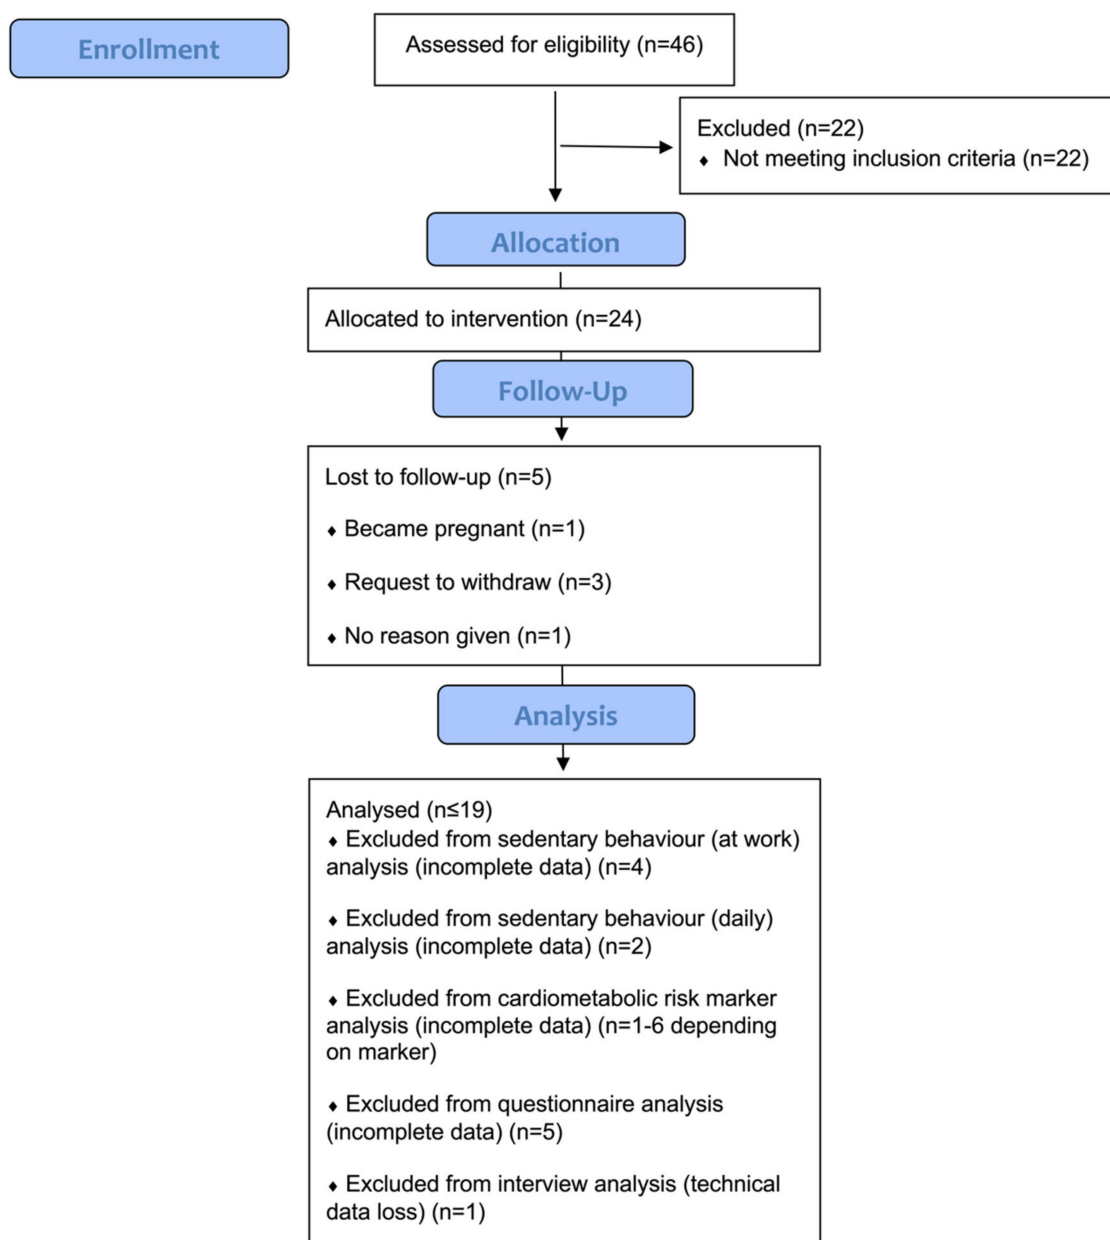 Enrollment
Assessed for eligibility (n=46)
Excluded (n=22)
♦ Not meeting inclusion criteria (n=22)
Allocation
Allocated to intervention (n=24)
Follow-Up
Lost to follow-up (n=5)
♦ Became pregnant (n=1)
♦ Request to withdraw (n=3)
♦ No reason given (n=1)
Analysis
Analysed (n≤19)
♦ Excluded from sedentary behaviour (at work)
analysis (incomplete data) (n=4)
♦ Excluded from sedentary behaviour (daily)
analysis (incomplete data) (n=2)
♦ Excluded from cardiometabolic risk marker
analysis (incomplete data) (n=1-6 depending
on marker)
♦ Excluded from questionnaire analysis
(incomplete data) (n=5)
♦ Excluded from interview analysis (technical
data loss) (n=1)